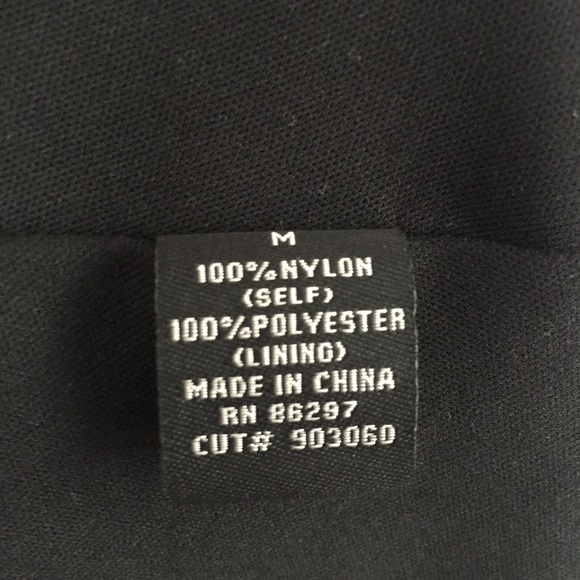 M
100%NYLON
(SELF)
100%POLYESTER
(LINING)
MADE IN CHINA
RN 86297
CUT# 903060